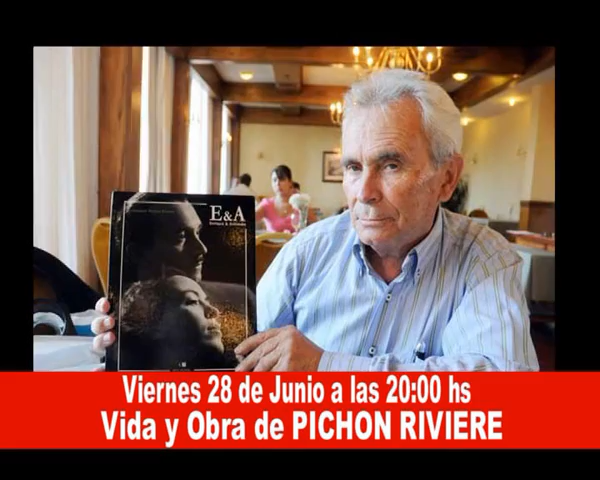 E&A
Viernes 28 de Junio a las 20:00 hs
Vida y Obra de PICHON RIVIERE